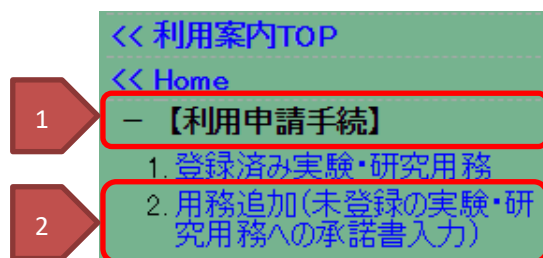 << 利用案内TOP
<< Home
1
- 【利用申請手続】
1. 登録済み実験・研究用務
2
2. 用務追加(未登録の実験・研
究用務への承諾書入力)